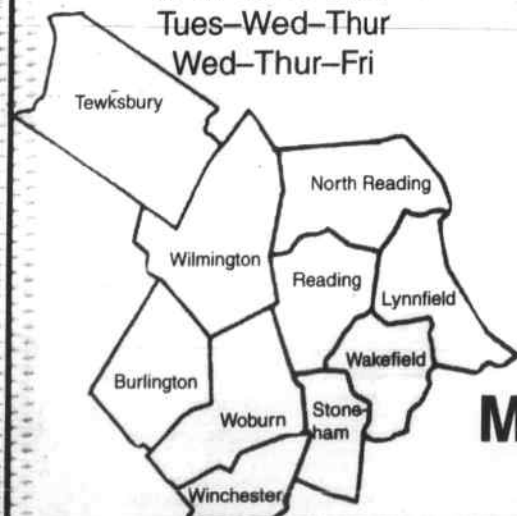 Tues–Wed–Thur
Wed–Thur–Fri
Tewksbury
North Reading
Wilmington
Reading
Lynnfield
Wakefield
Burlington
Woburn
Stone-
ham
M
Winchester